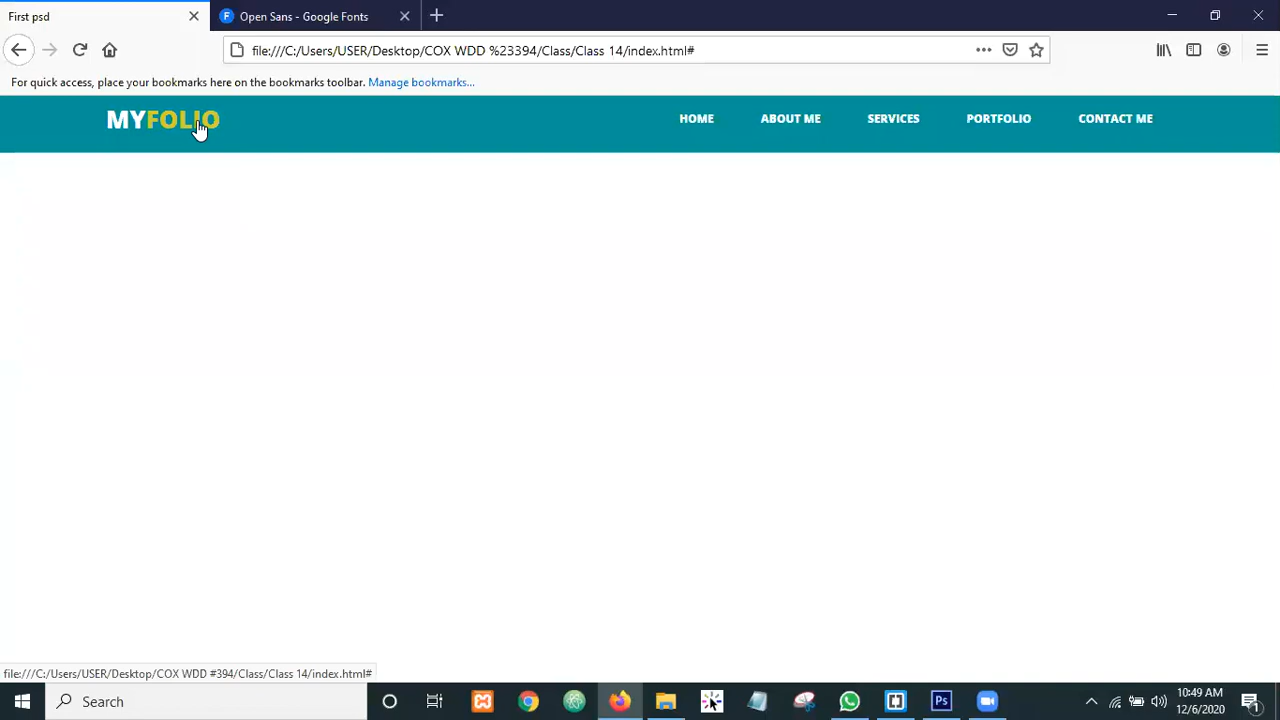 First psd
Open Sans - Google Fonts
file:///C:/Users/USER/Desktop/COX WDD %23394/Class/Class 14/index.html#
For quick access, place your bookmarks here on the bookmarks toolbar. Manage bookmarks...
MYFOLIO
HOME ABOUT ME SERVICES PORTFOLIO CONTACT ME
file:///C:/Users/USER/Desktop/COX WDD #394/Class/Class 14/index.html#
Search
Ps
10:49 AM
12/6/2020
1